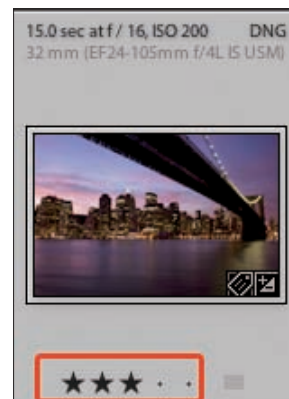 15.0 sec at f / 16, ISO 200 DNG
32 mm (EF24-105mm f/4L IS USM)